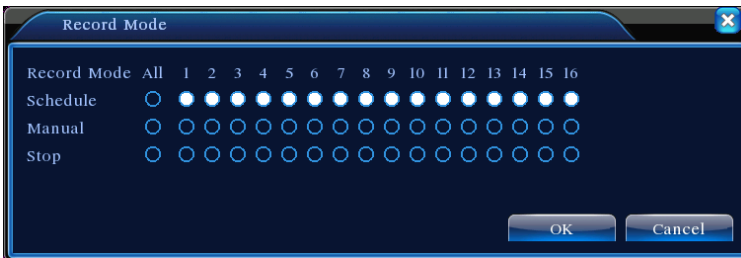 Record Mode
Record Mode All 1 2 3 4 5 6 7 8 9 10 11 12 13 14 15 16
Schedule
Manual
Stop
OK Cancel